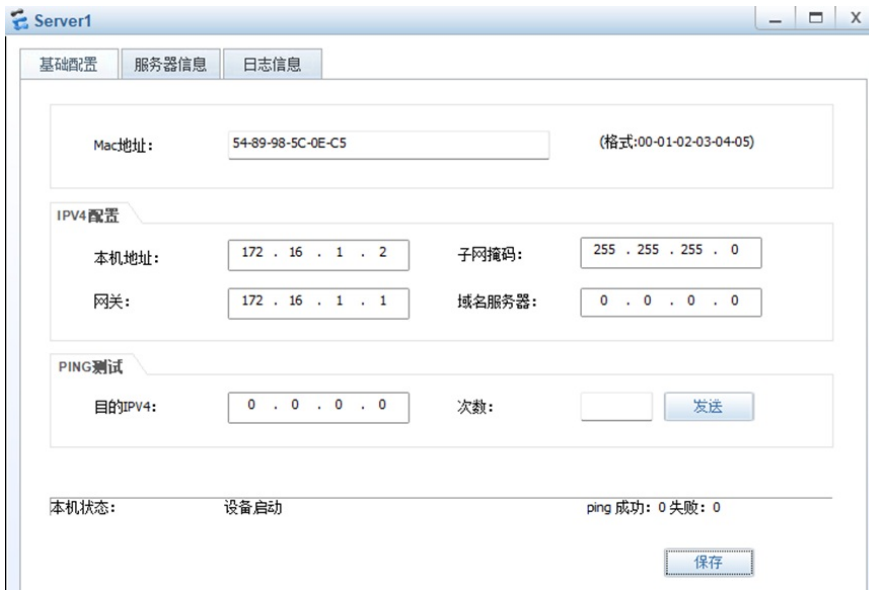 Server1
基础配置 服务器信息 日志信息
Mac地址: 54-89-98-5C-0E-C5 (格式:00-01-02-03-04-05)
IPV4配置
本机地址: 172 . 16 . 1 . 2 子网掩码: 255 . 255 . 255 . 0
网关: 172 . 16 . 1 . 1 域名服务器: 0 . 0 . 0 . 0
PING测试
目的IPV4: 0 . 0 . 0 . 0 次数: 发送
本机状态: 设备启动 ping 成功: 0 失败: 0
保存